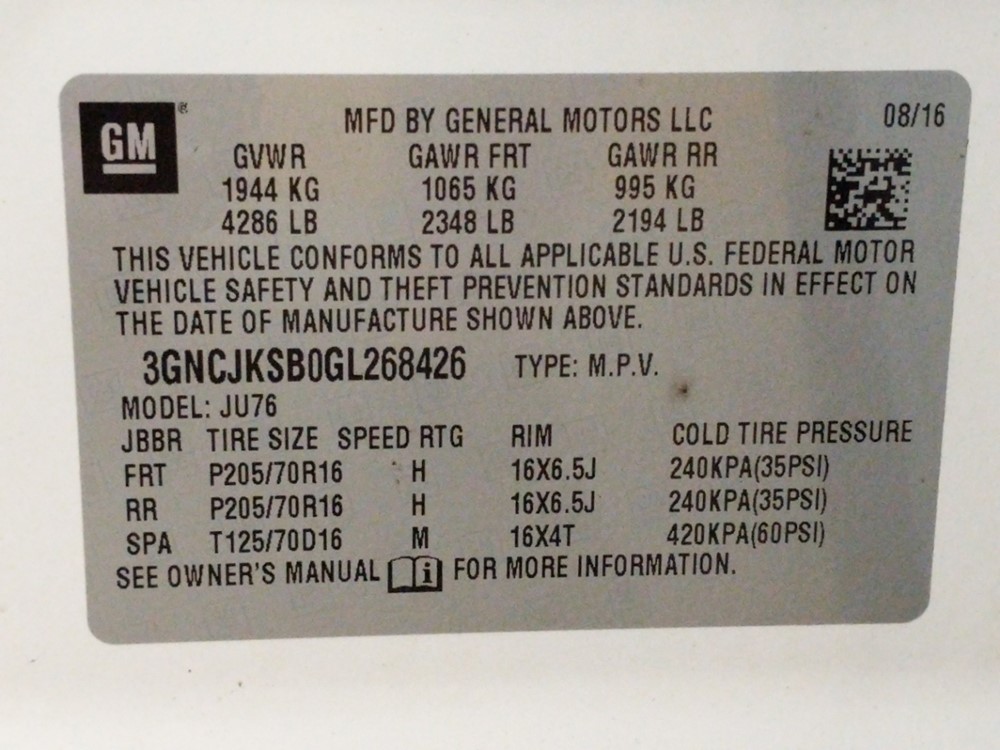 GM® MFD BY GENERAL MOTORS LLC 08/16
GVWR GAWR FRT GAWR RR
1944 KG 1065 KG 995 KG
4286 LB 2348 LB 2194 LB
THIS VEHICLE CONFORMS TO ALL APPLICABLE U.S. FEDERAL MOTOR
VEHICLE SAFETY AND THEFT PREVENTION STANDARDS IN EFFECT ON
THE DATE OF MANUFACTURE SHOWN ABOVE.
3GNCJKSB0GL268426 TYPE: M.P.V.
MODEL: JU76
JBBR TIRE SIZE SPEED RTG RIM COLD TIRE PRESSURE
FRT P205/70R16 H 16X6.5J 240KPA(35PSI)
RR P205/70R16 H 16X6.5J 240KPA(35PSI)
SPA T125/70D16 M 16X4T 420KPA(60PSI)
SEE OWNER'S MANUAL i FOR MORE INFORMATION.